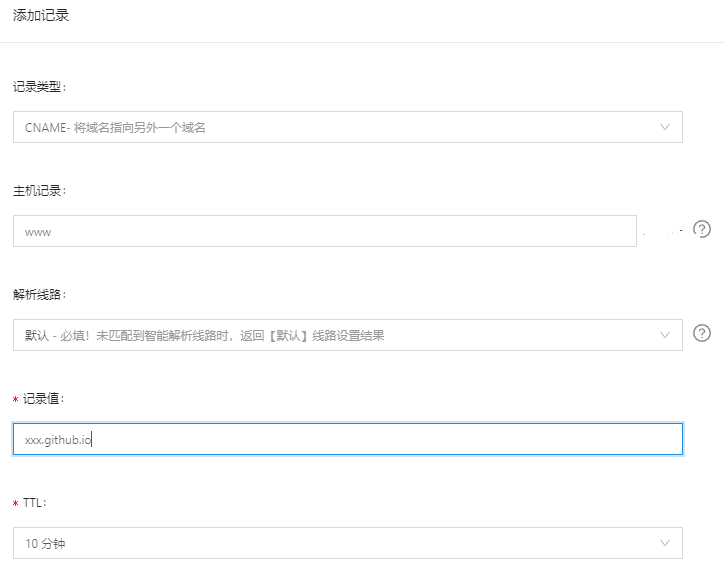 添加记录
记录类型：
CNAME- 将域名指向另外一个域名
主机记录：
www
解析线路：
默认 - 必填！未匹配到智能解析线路时，返回【默认】线路设置结果
* 记录值：
xxx.github.io
* TTL：
10 分钟